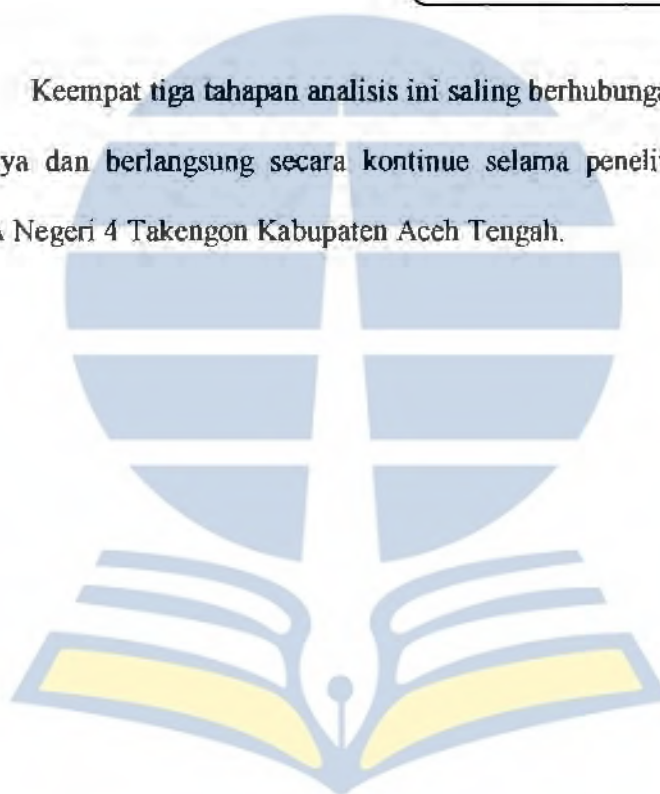 Keempat tiga tahapan analisis ini saling berhubunga
ya dan berlangsung secara kontinue selama peneli
Negeri 4 Takengon Kabupaten Aceh Tengah.